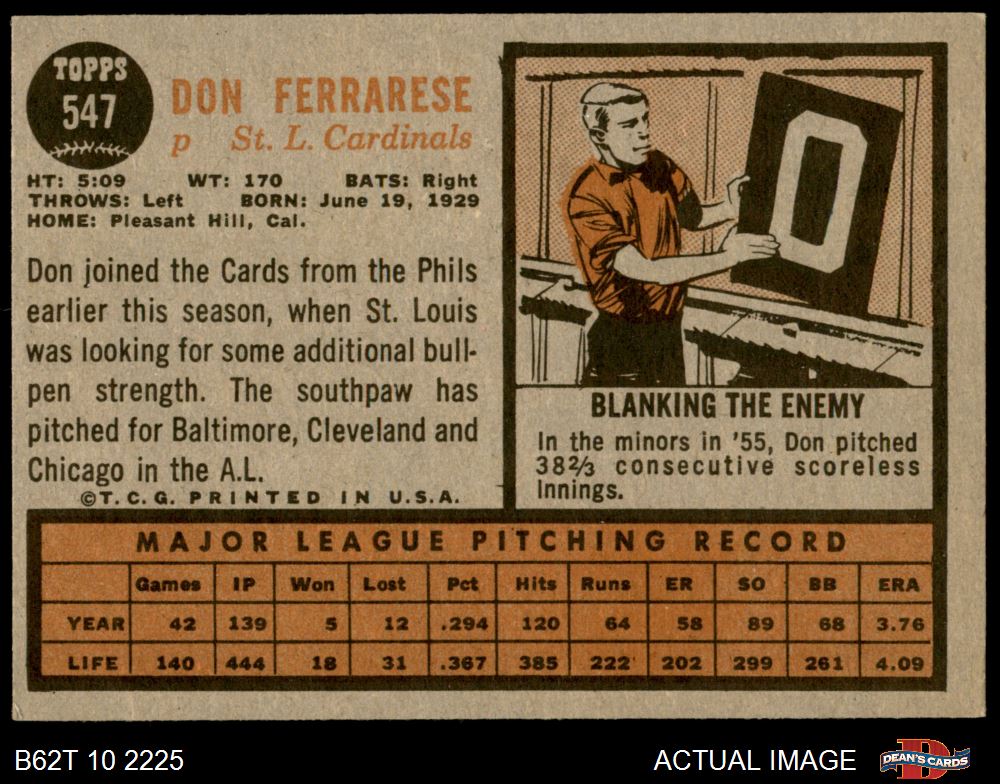 TOPPS
547
DON FERRARESE
p St. L. Cardinals
HT: 5:09 WT: 170 BATS: Right
THROWS: Left BORN: June 19, 1929
HOME: Pleasant Hill, Cal.
Don joined the Cards from the Phils
earlier this season, when St. Louis
was looking for some additional bull-
pen strength. The southpaw has
pitched for Baltimore, Cleveland and
Chicago in the A.L.
©T.C.G. PRINTED IN U.S.A.
0
BLANKING THE ENEMY
In the minors in '55, Don pitched
38⅔ consecutive scoreless
Innings.
MAJOR LEAGUE PITCHING RECORD
Games IP Won Lost Pct Hits Runs ER SO BB ERA
YEAR 42 139 5 12 .294 120 64 58 89 68 3.76
LIFE 140 444 18 31 .367 385 222 202 299 261 4.09
B62T 10 2225 ACTUAL IMAGE
D
DEAN'S CARDS